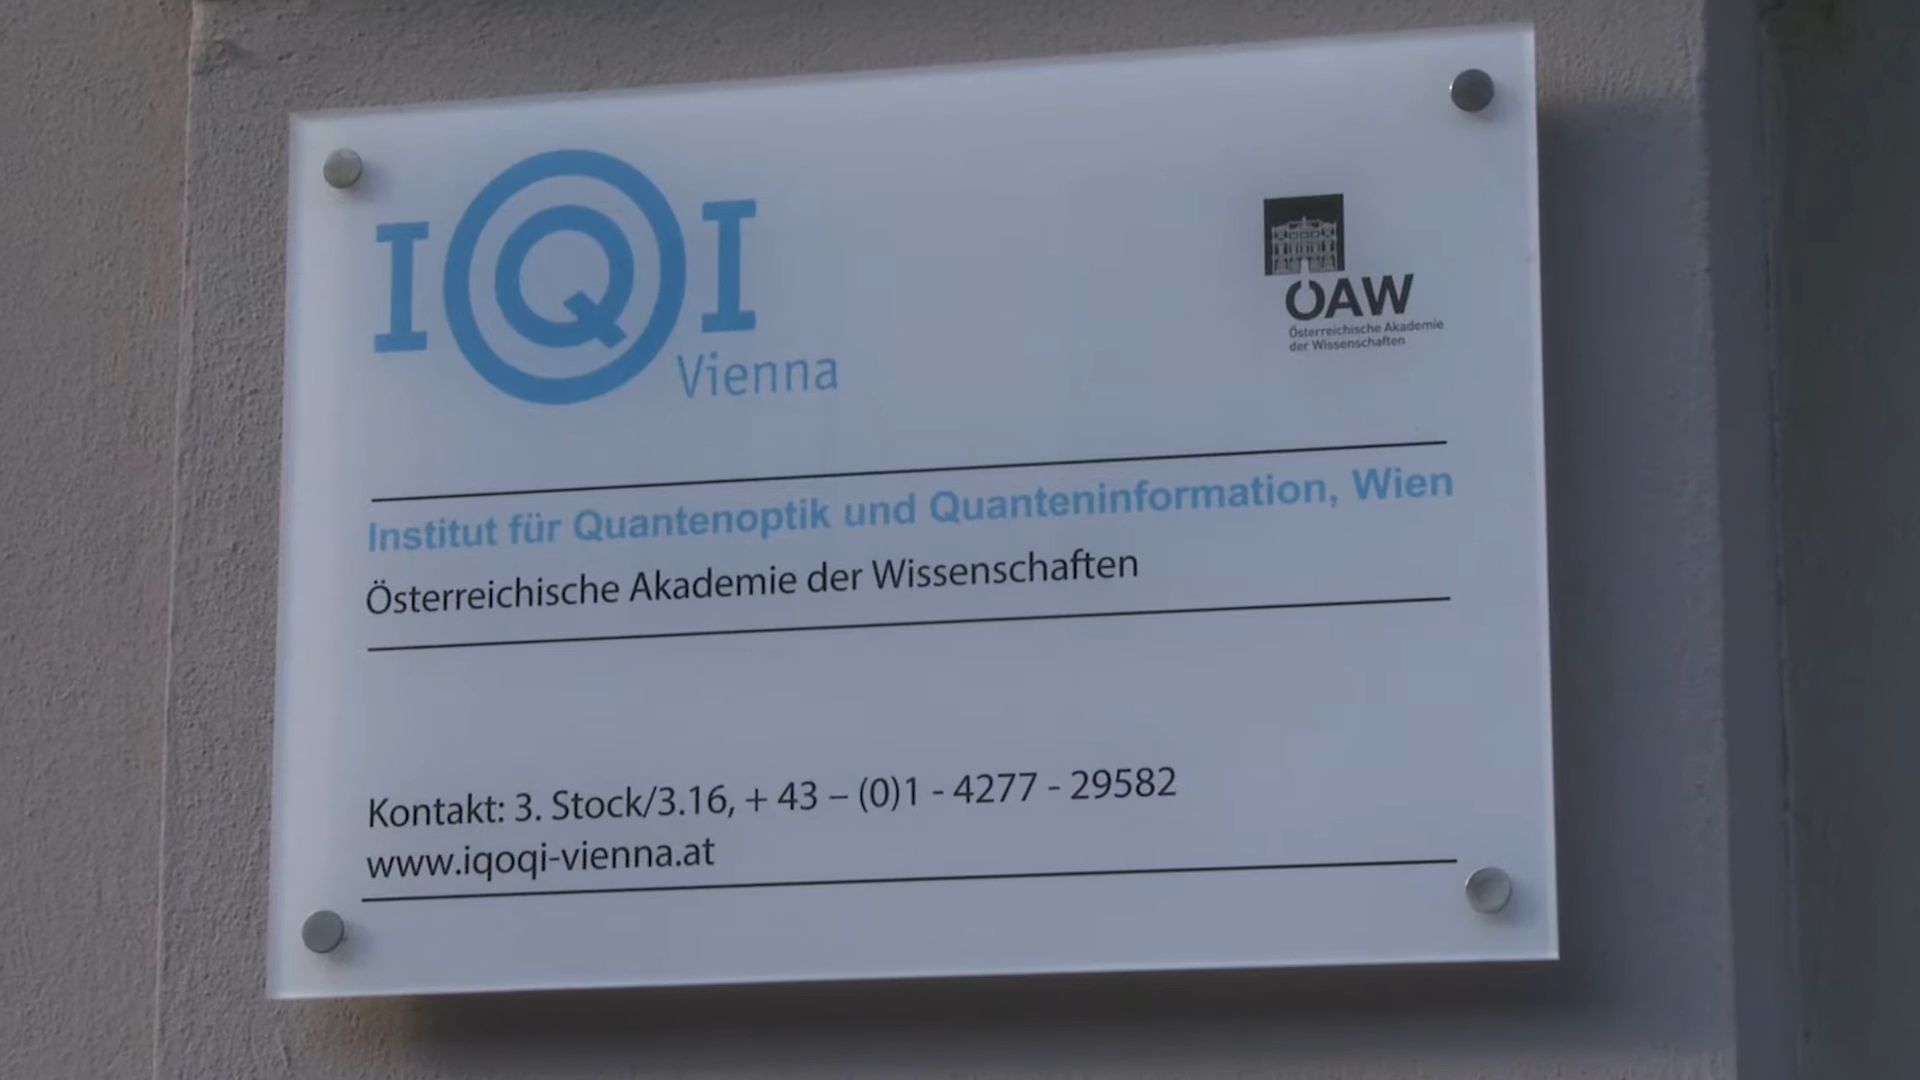 IQI
Vienna
ÖAW
Österreichische Akademie
der Wissenschaften
Institut für Quantenoptik und Quanteninformation, Wien
Österreichische Akademie der Wissenschaften
Kontakt: 3. Stock/3.16, + 43 – (0)1 - 4277 - 29582
www.iqoqi-vienna.at